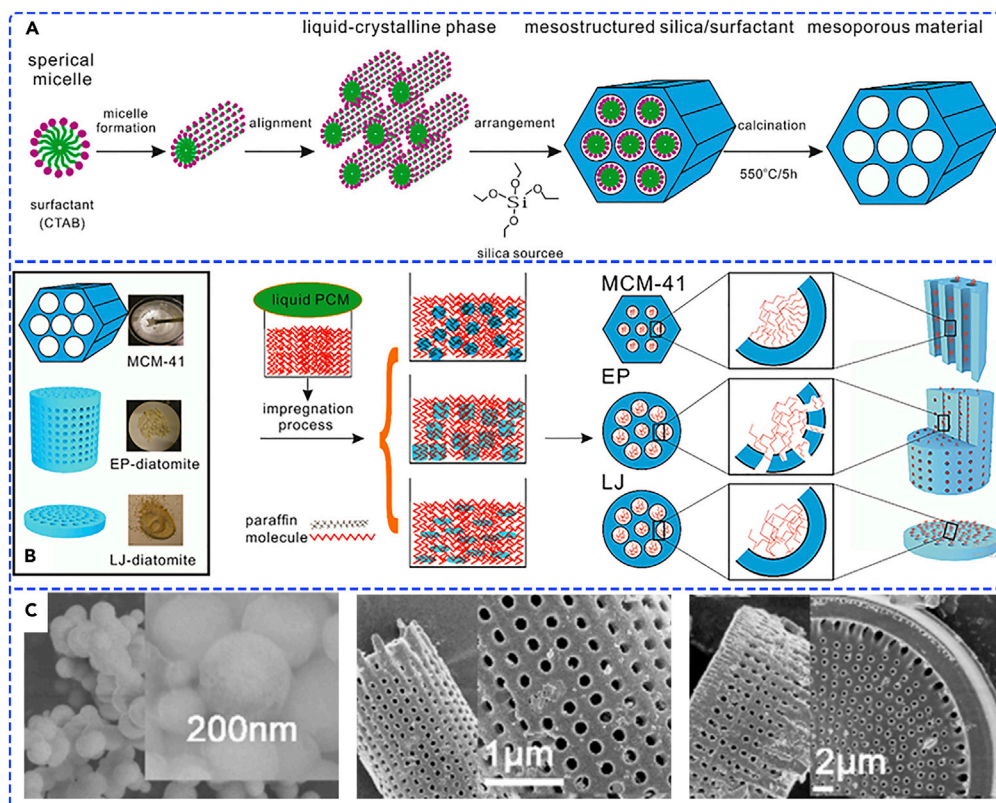 A
liquid-crystalline phase
mesostructured silica/surfactant
mesoporous material
sperical
micelle
micelle
formation
alignment
arrangement
calcination
550°C/5h
surfactant
(CTAB)
O
O
Si
O
O
silica sourcee
B
MCM-41
EP-diatomite
LJ-diatomite
liquid PCM
impregnation
process
paraffin
molecule
MCM-41
EP
LJ
C
200nm
1μm
2μm